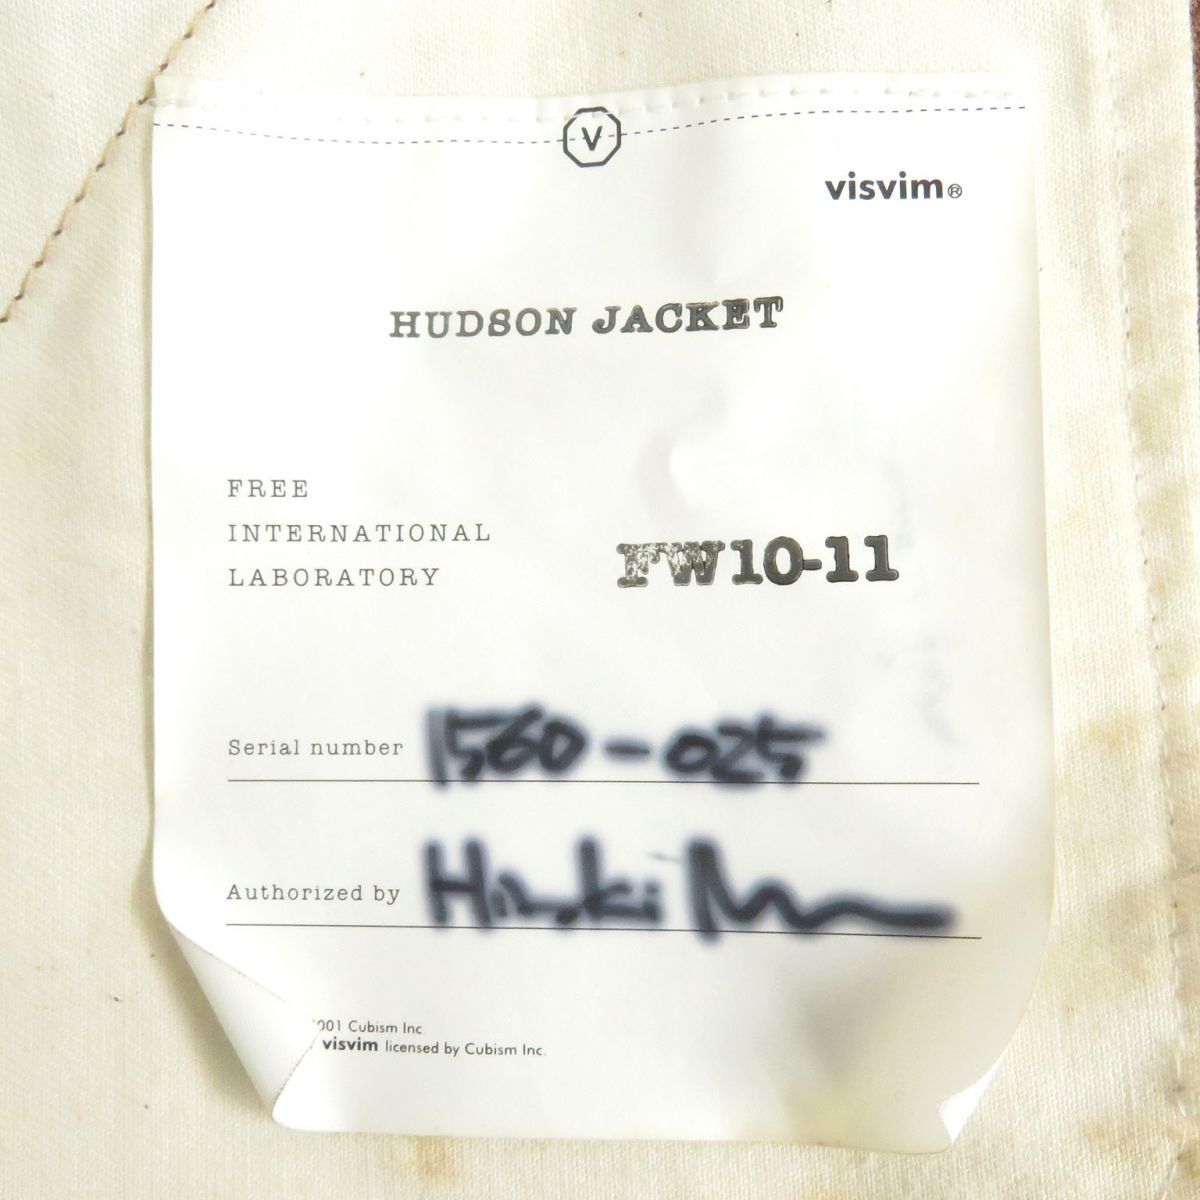 V
visvim®
HUDSON JACKET
FREE
INTERNATIONAL
LABORATORY
FW10-11
Serial number 1560-025
Authorized by Hiroki
001 Cubism Inc
visvim licensed by Cubism Inc.